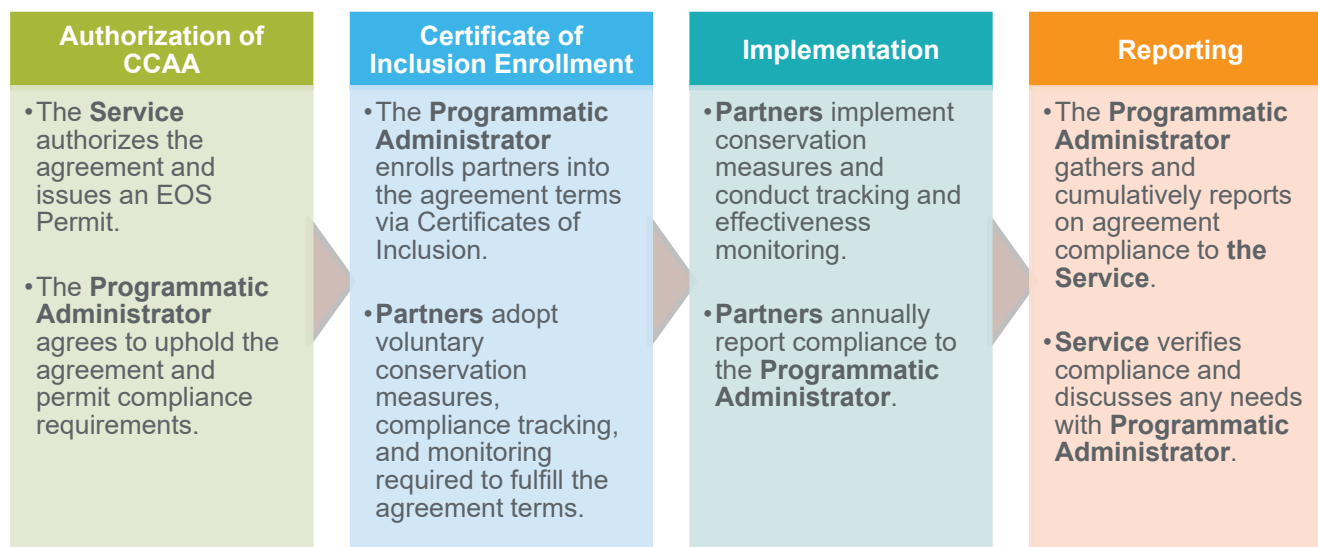 Authorization of
CCAA
•The Service
authorizes the
agreement and
issues an EOS
Permit.
•The Programmatic
Administrator
agrees to uphold the
agreement and
permit compliance
requirements.
Certificate of
Inclusion Enrollment
•The Programmatic
Administrator
enrolls partners into
the agreement terms
via Certificates of
Inclusion.
•Partners adopt
voluntary
conservation
measures,
compliance tracking,
and monitoring
required to fulfill the
agreement terms.
Implementation
•Partners implement
conservation
measures and
conduct tracking and
effectiveness
monitoring.
•Partners annually
report compliance to
the Programmatic
Administrator.
Reporting
•The Programmatic
Administrator
gathers and
cumulatively reports
on agreement
compliance to the
Service.
•Service verifies
compliance and
discusses any needs
with Programmatic
Administrator.